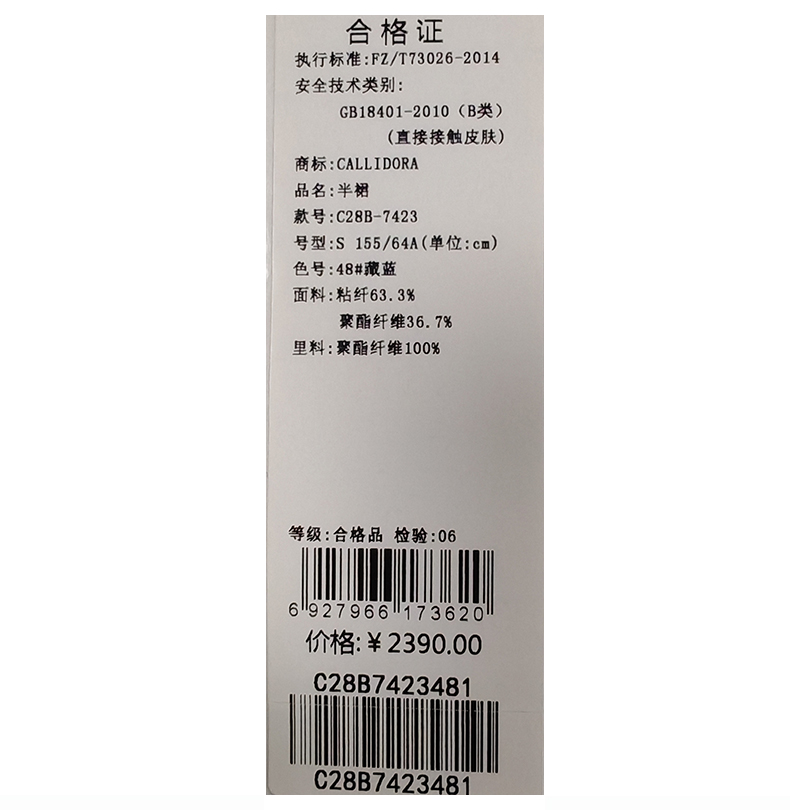 合格证
执行标准:FZ/T73026-2014
安全技术类别:
GB18401-2010（B类）
(直接接触皮肤)
商标:CALLIDORA
品名:半裙
款号:C28B-7423
号型:S 155/64A(单位:cm)
色号:48#藏蓝
面料:粘纤63.3%
聚酯纤维36.7%
里料:聚酯纤维100%
等级:合格品 检验:06
6 927966 173620
价格:¥2390.00
C28B7423481
C28B7423481